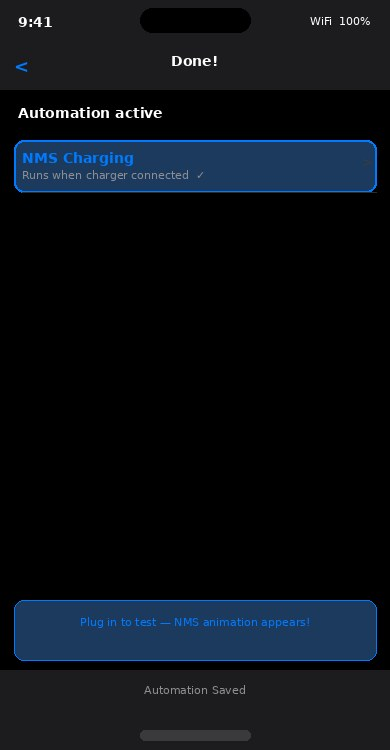 9:41
WiFi 100%
<
Done!
Automation active
NMS Charging
Runs when charger connected ✓
Plug in to test — NMS animation appears!
Automation Saved